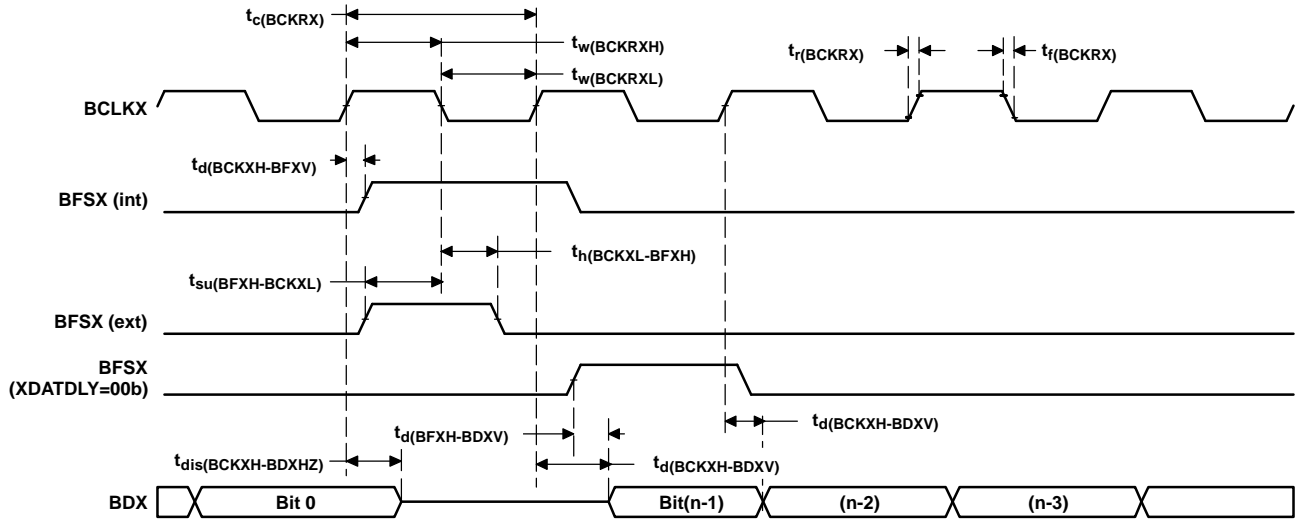 tc(BCKRX)
tw(BCKRXH)
tr(BCKRX)
tf(BCKRX)
tw(BCKRXL)
BCLKX
td(BCKXH-BFXV)
BFSX (int)
th(BCKXL-BFXH)
tsu(BFXH-BCKXL)
BFSX (ext)
BFSX
(XDATDLY=00b)
td(BFXH-BDXV)
td(BCKXH-BDXV)
tdis(BCKXH-BDXHZ)
td(BCKXH-BDXV)
BDX
Bit 0
Bit(n-1)
(n-2)
(n-3)